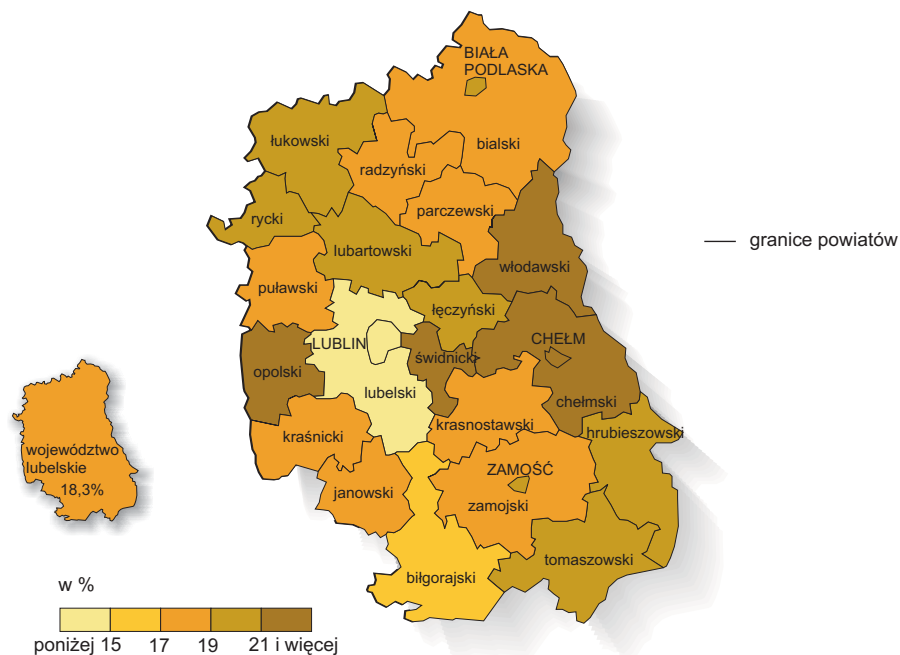 BIAŁA
PODLASKA
łukowski
bialski
radzyński
rycki
parczewski
granice powiatów
lubartowski
włodawski
puławski
łęczyński
LUBLIN
CHEŁM
świdnicki
opolski
lubelski
chełmski
krasnostawski
hrubieszowski
kraśnicki
województwo
lubelskie
18,3%
ZAMOŚĆ
janowski
zamojski
tomaszowski
biłgorajski
w %
poniżej 15 17 19 21 i więcej